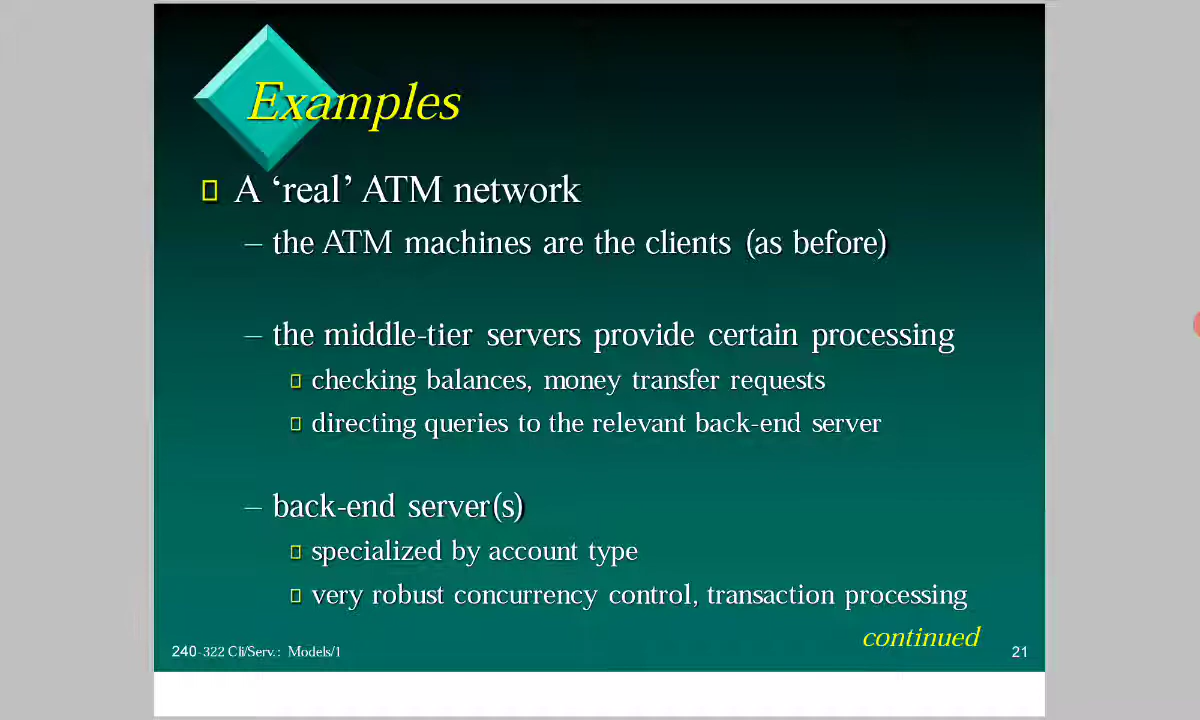 Examples
A ‘real’ ATM network
– the ATM machines are the clients (as before)
– the middle-tier servers provide certain processing
checking balances, money transfer requests
directing queries to the relevant back-end server
– back-end server(s)
specialized by account type
very robust concurrency control, transaction processing
continued
240-322 Cli/Serv.: Models/1
21